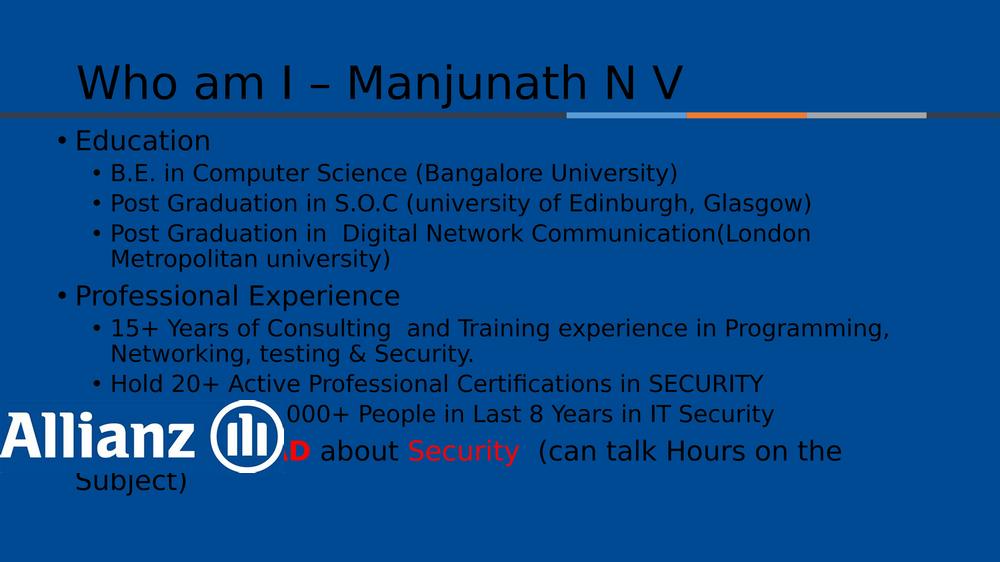 Who am I – Manjunath N V
• Education
• B.E. in Computer Science (Bangalore University)
• Post Graduation in S.O.C (university of Edinburgh, Glasgow)
• Post Graduation in  Digital Network Communication(London
Metropolitan university)
• Professional Experience
• 15+ Years of Consulting  and Training experience in Programming,
Networking, testing & Security.
• Hold 20+ Active Professional Certifications in SECURITY
000+ People in Last 8 Years in IT Security
Allianz
about Security  (can talk Hours on the
Subject)